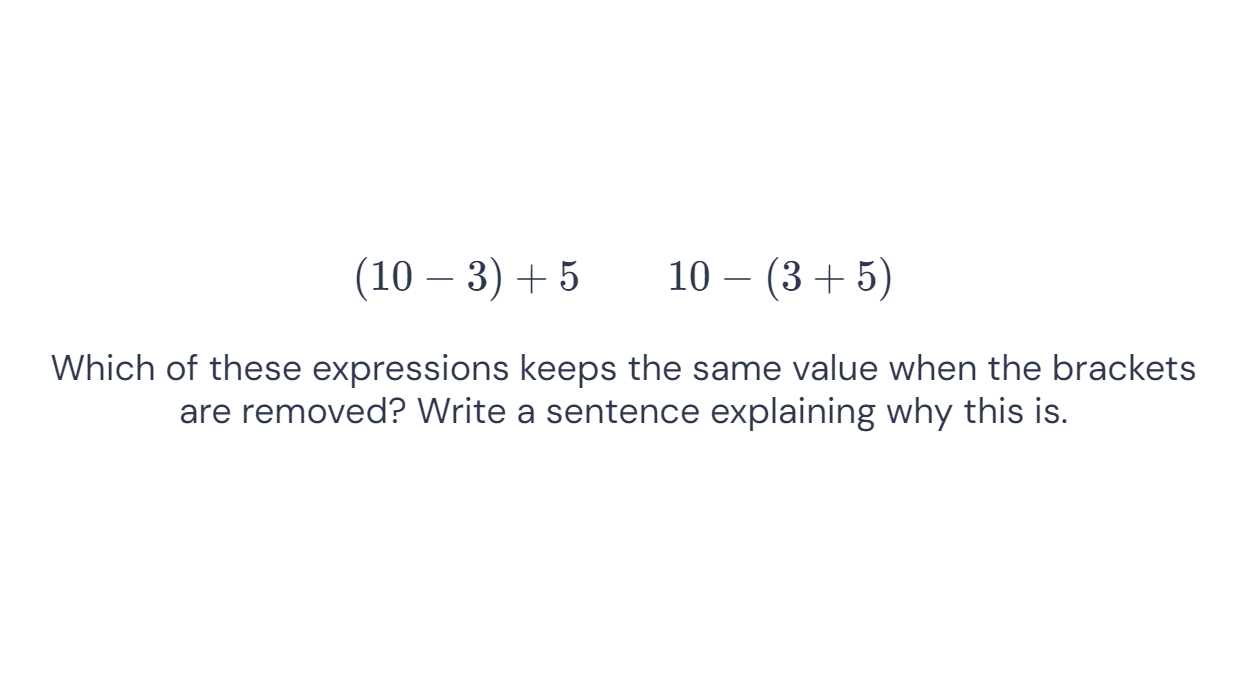 (10 − 3) + 5 10 − (3 + 5)
Which of these expressions keeps the same value when the brackets
are removed? Write a sentence explaining why this is.